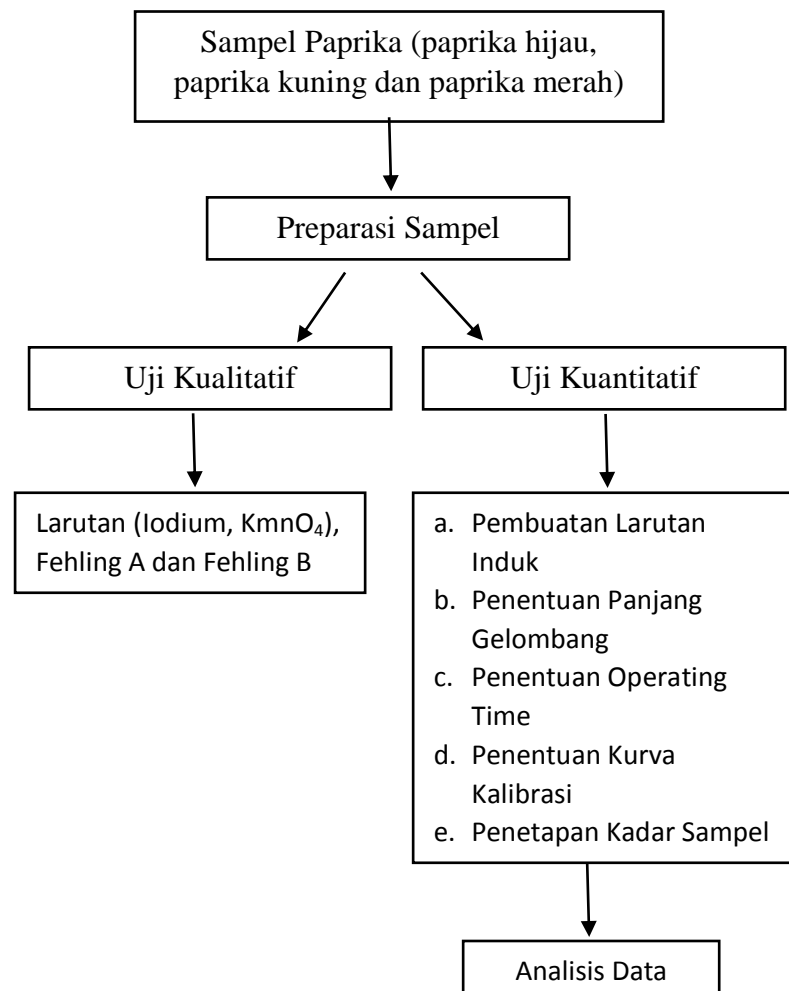 Sampel Paprika (paprika hijau,
paprika kuning dan paprika merah)
Preparasi Sampel
Uji Kualitatif
Uji Kuantitatif
Larutan (Iodium, KmnO₄),
Fehling A dan Fehling B
a. Pembuatan Larutan
Induk
b. Penentuan Panjang
Gelombang
c. Penentuan Operating
Time
d. Penentuan Kurva
Kalibrasi
e. Penetapan Kadar Sampel
Analisis Data